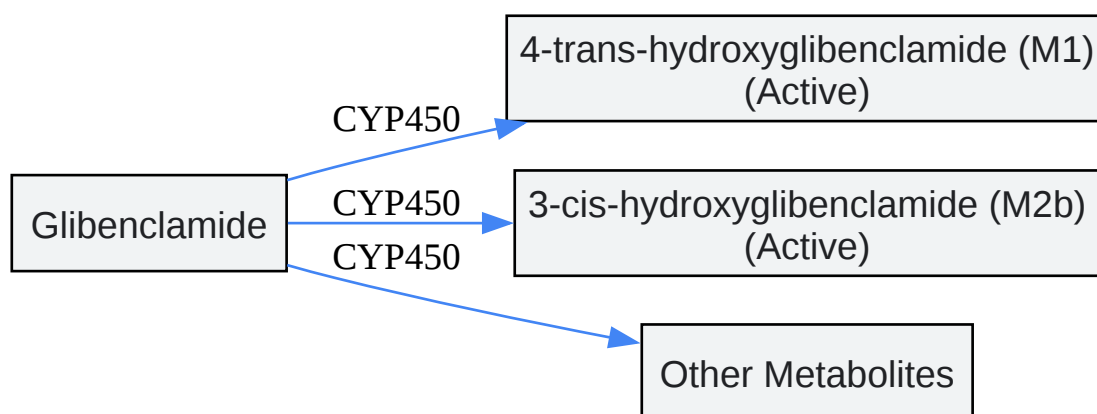 4-trans-hydroxyglibenclamide (M1)
(Active)
CYP450
Glibenclamide
CYP450
3-cis-hydroxyglibenclamide (M2b)
(Active)
CYP450
Other Metabolites